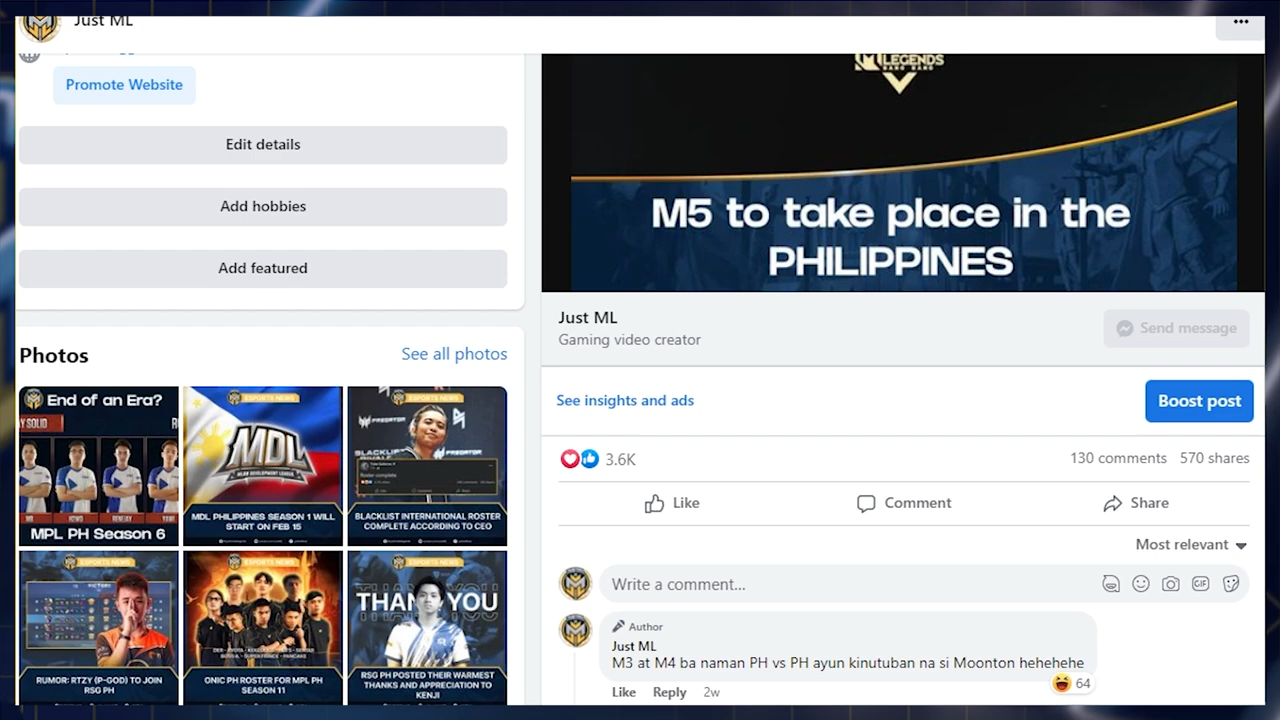 Just ML
Promote Website
Edit details
Add hobbies
Add featured
Photos
See all photos
End of an Era?
MPL PH Season 6
ESPORTS NEWS
MDL
MDL PHILIPPINES SEASON 1 WILL
START ON FEB 15
ESPORTS NEWS
PREDATOR
BLACKLIST INTERNATIONAL ROSTER
COMPLETE ACCORDING TO CEO
ESPORTS NEWS
RUMOR: RTZY (P-GOD) TO JOIN
RSG PH
ESPORTS NEWS
ONIC PH ROSTER FOR MPL PH
SEASON 11
ESPORTS NEWS
THANK YOU
RSG PH POSTED THEIR WARMEST
THANKS AND APPRECIATION TO
KENJI
LEGENDS
BANG BANG
M5 to take place in the
PHILIPPINES
Just ML
Gaming video creator
Send message
See insights and ads
Boost post
3.6K
130 comments 570 shares
Like Comment Share
Most relevant
Write a comment...
GIF
Author
Just ML
M3 at M4 ba naman PH vs PH ayun kinutuban na si Moonton hehehehe
64
Like Reply 2w